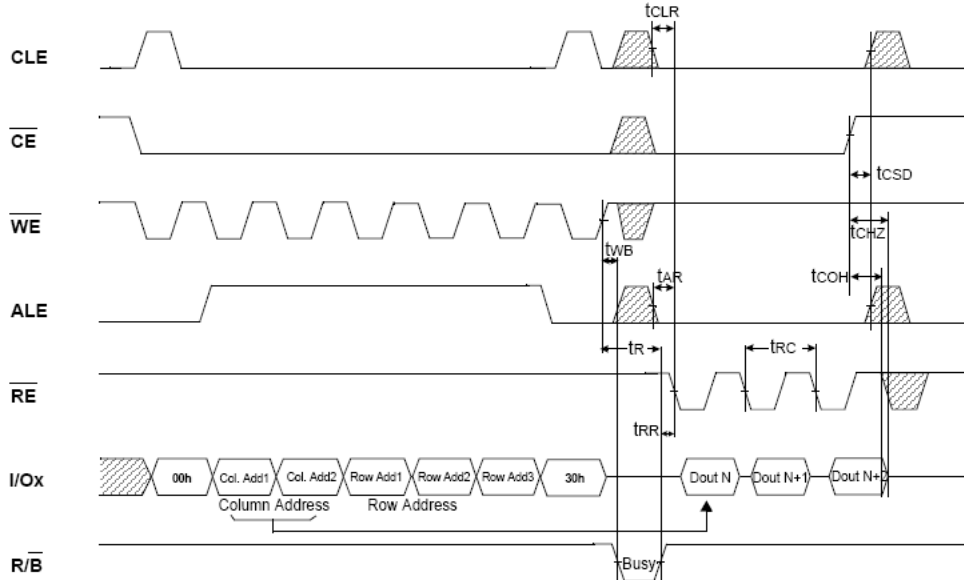 tCLR
CLE
CE
tCSD
WE
tCHZ
tWB
tAR
tCOH
ALE
tR
tRC
RE
tRR
I/Ox
00h
Col. Add1
Col. Add2
Row Add1
Row Add2
Row Add3
30h
Dout N
Dout N+1
Dout N+2
Column Address
Row Address
R/B
Busy